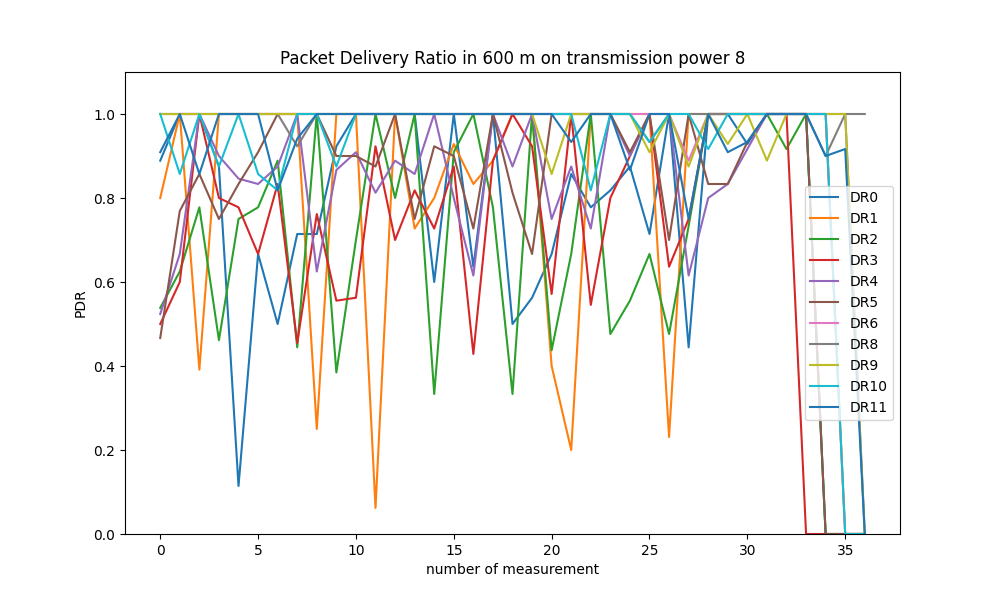 Packet Delivery Ratio in 600 m on transmission power 8
PDR
1.0
0.8
0.6
0.4
0.2
0.0
0 5 10 15 20 25 30 35
number of measurement
DR0
DR1
DR2
DR3
DR4
DR5
DR6
DR8
DR9
DR10
DR11